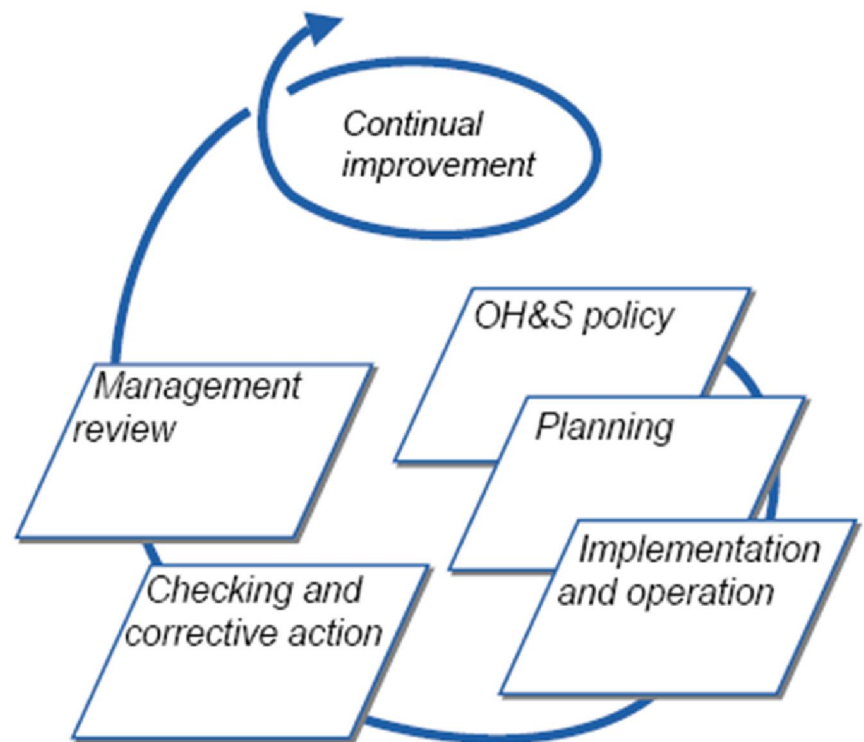 Continual
improvement
OH&S policy
Planning
Implementation
and operation
Checking and
corrective action
Management
review